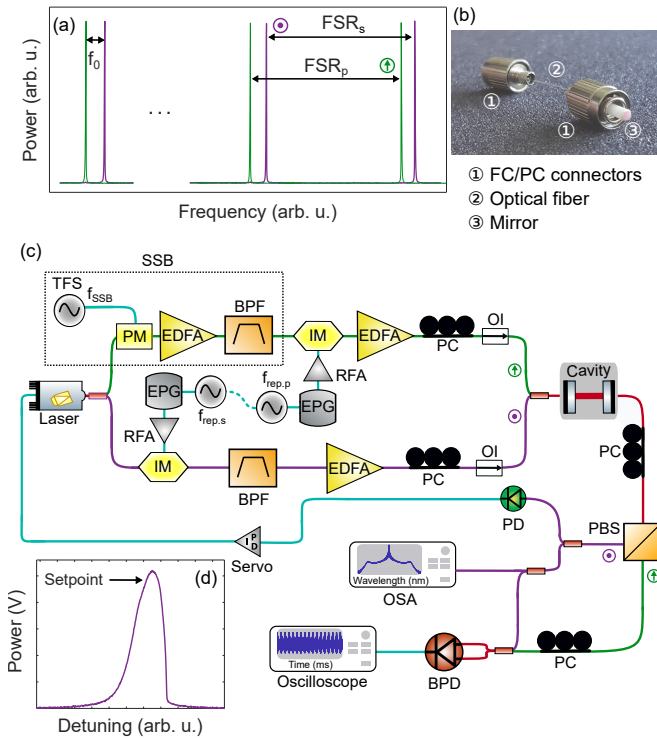 (a)
f0
FSRs
FSRp
...
Power (arb. u.)
Frequency (arb. u.)
(b)
①
②
①
③
① FC/PC connectors
② Optical fiber
③ Mirror
(c)
SSB
TFS
fSSB
PM
EDFA
BPF
IM
EDFA
PC
OI
Laser
EPG
frep.s
frep.p
EPG
RFA
RFA
IM
BPF
EDFA
PC
OI
Cavity
PC
PBS
PD
Servo
P
I
D
Wavelength (nm)
OSA
Time (ms)
Oscilloscope
BPD
PC
(d)
Setpoint
Power (V)
Detuning (arb. u.)